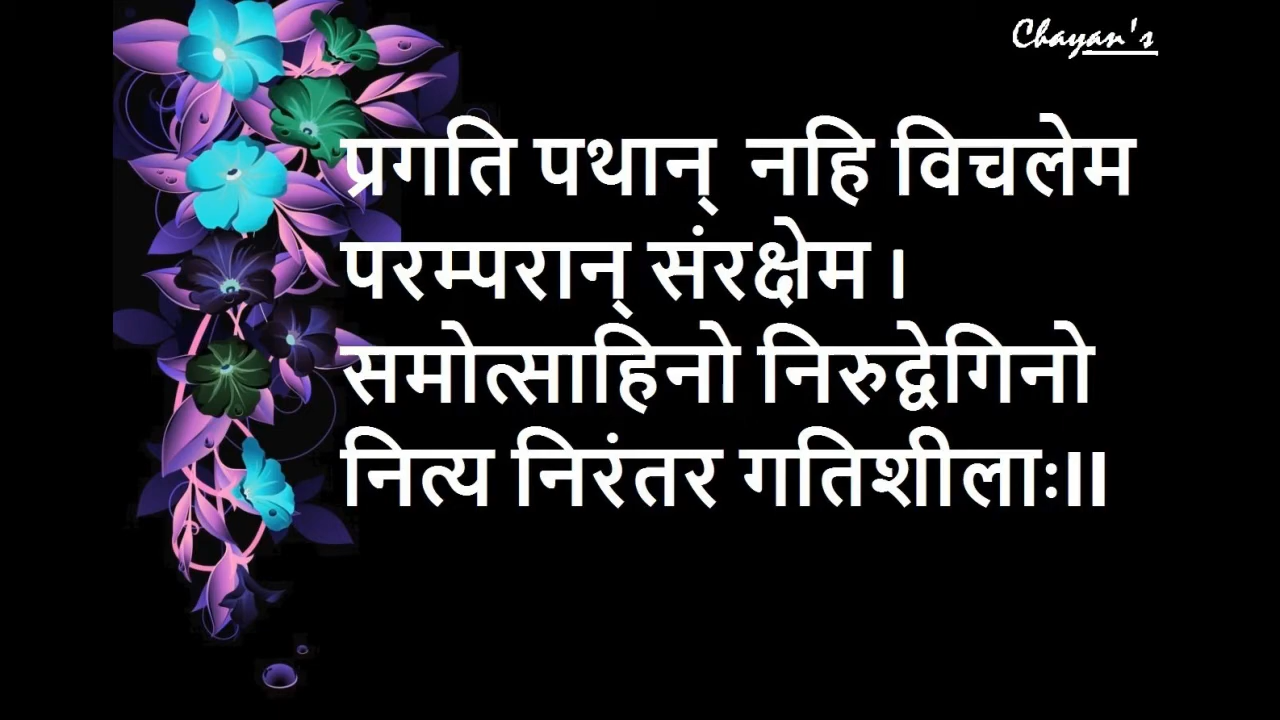 Chayan's
प्रगति पथान् नहि विचलेम
परम्परान् संरक्षेम ।
समोत्साहिनो निरुद्वेगिनो
नित्य निरंतर गतिशीलाः॥